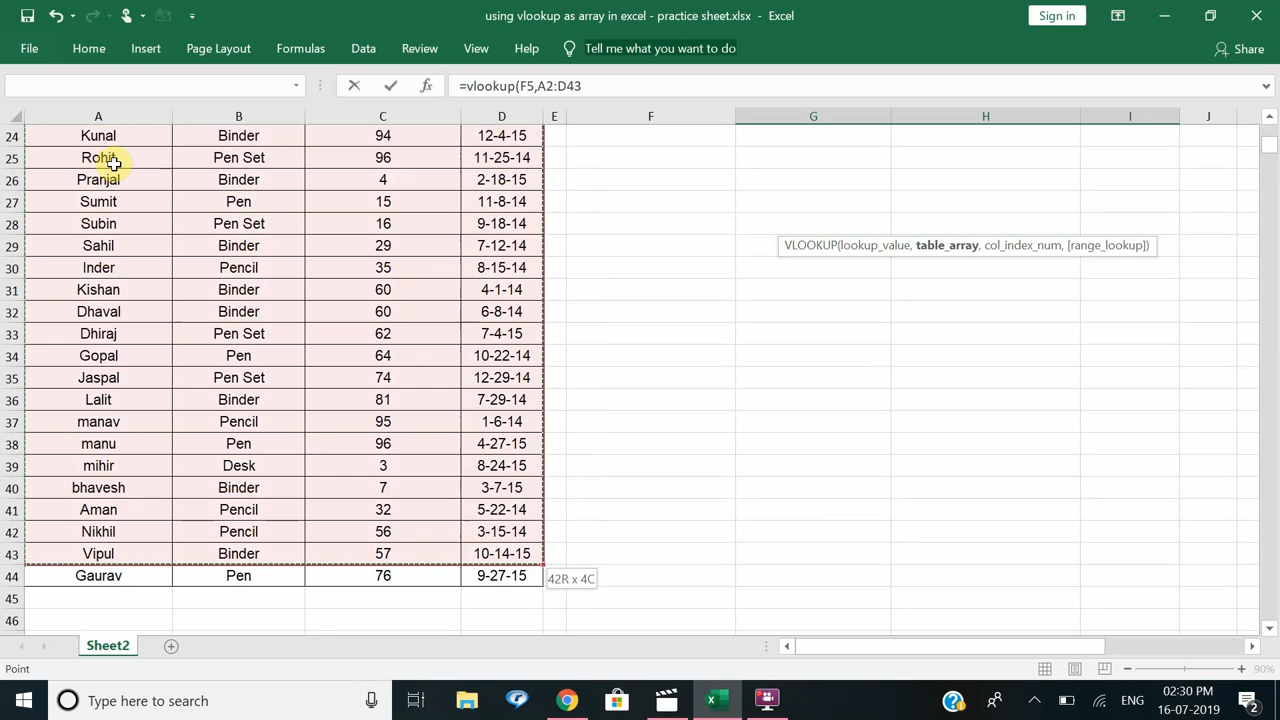 using vlookup as array in excel - practice sheet.xlsx - Excel
Sign in
File Home Insert Page Layout Formulas Data Review View Help Tell me what you want to do Share
=vlookup(F5,A2:D43
A B C D E F G H I J
24 Kunal Binder 94 12-4-15
25 Rohit Pen Set 96 11-25-14
26 Pranjal Binder 4 2-18-15
27 Sumit Pen 15 11-8-14
28 Subin Pen Set 16 9-18-14
29 Sahil Binder 29 7-12-14
VLOOKUP(lookup_value, table_array, col_index_num, [range_lookup])
30 Inder Pencil 35 8-15-14
31 Kishan Binder 60 4-1-14
32 Dhaval Binder 60 6-8-14
33 Dhiraj Pen Set 62 7-4-15
34 Gopal Pen 64 10-22-14
35 Jaspal Pen Set 74 12-29-14
36 Lalit Binder 81 7-29-14
37 manav Pencil 95 1-6-14
38 manu Pen 96 4-27-15
39 mihir Desk 3 8-24-15
40 bhavesh Binder 7 3-7-15
41 Aman Pencil 32 5-22-14
42 Nikhil Pencil 56 3-15-14
43 Vipul Binder 57 10-14-15
44 Gaurav Pen 76 9-27-15
42R x 4C
45
46
Sheet2
Point
90%
Type here to search
ENG
02:30 PM
16-07-2019
2